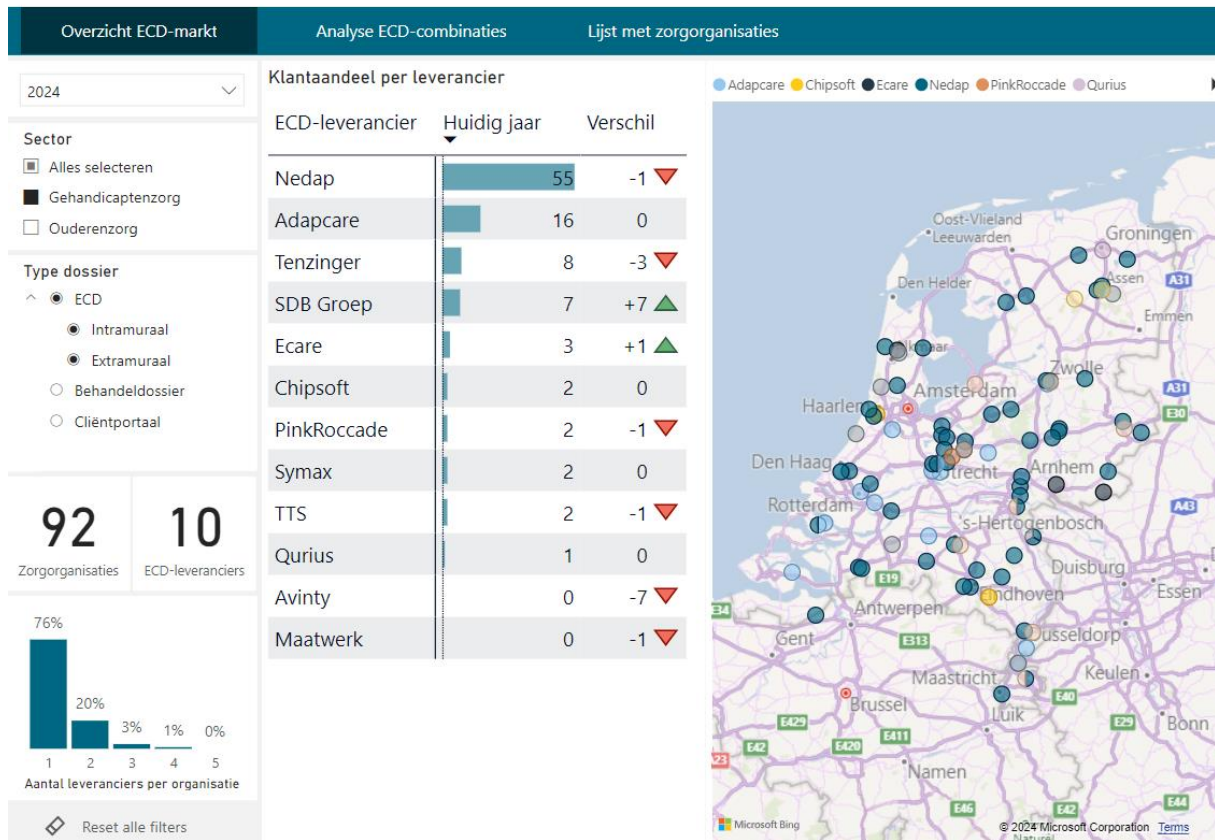 Overzicht ECD-markt
Analyse ECD-combinaties
Lijst met zorgorganisaties
2024
Sector
Alles selecteren
Gehandicaptenzorg
Ouderenzorg
Type dossier
ECD
Intramuraal
Extramuraal
Behandeldossier
Cliëntportaal
92
Zorgorganisaties
10
ECD-leveranciers
76%
20%
3%
1%
0%
1 2 3 4 5
Aantal leveranciers per organisatie
Reset alle filters
Klantaandeel per leverancier
ECD-leverancier Huidig jaar Verschil
Nedap 55 -1
Adapcare 16 0
Tenzinger 8 -3
SDB Groep 7 +7
Ecare 3 +1
Chipsoft 2 0
PinkRoccade 2 -1
Symax 2 0
TTS 2 -1
Qurius 1 0
Avinty 0 -7
Maatwerk 0 -1
Adapcare Chipsoft Ecare Nedap PinkRoccade Qurius
Oost-Vlieland
Leeuwarden
Groningen
Den Helder
Assen
A31
Emmen
Zwolle
Amsterdam
A31
Haarlem
E30
Den Haag
Arnhem
Rotterdam
A43
's-Hertogenbosch
Duisburg
E19
Essen
Eindhoven
E34
Antwerpen
Gent
E313
Dusseldorp
Maastricht
Keulen
E40
Brussel
Luik
E429
E29
Bonn
E411
E42
E420
Namen
E46
E42
E44
Microsoft Bing
© 2024 Microsoft Corporation Terms